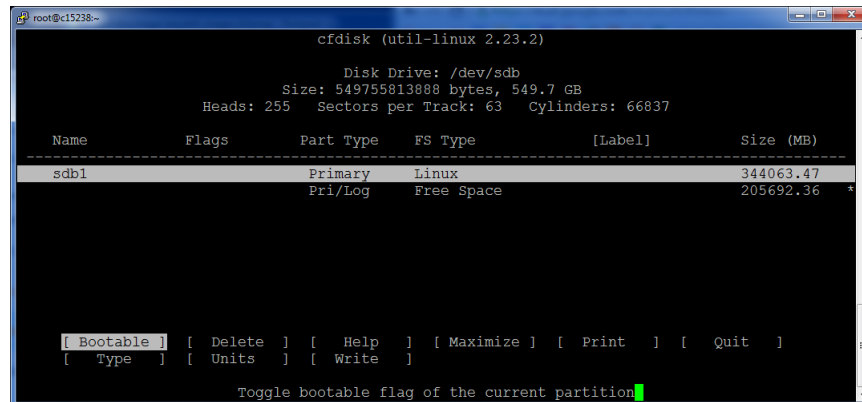 root@c15238:~
cfdisk (util-linux 2.23.2)
Disk Drive: /dev/sdb
Size: 549755813888 bytes, 549.7 GB
Heads: 255   Sectors per Track: 63   Cylinders: 66837
Name   Flags   Part Type   FS Type   [Label]   Size (MB)
------------------------------------------------------------------------------
sdb1   Primary   Linux   344063.47
Pri/Log   Free Space   205692.36   *
[ Bootable ]  [ Delete ]  [ Help ]  [ Maximize ]  [ Print ]  [ Quit ]
[ Type ]  [ Units ]  [ Write ]
Toggle bootable flag of the current partition